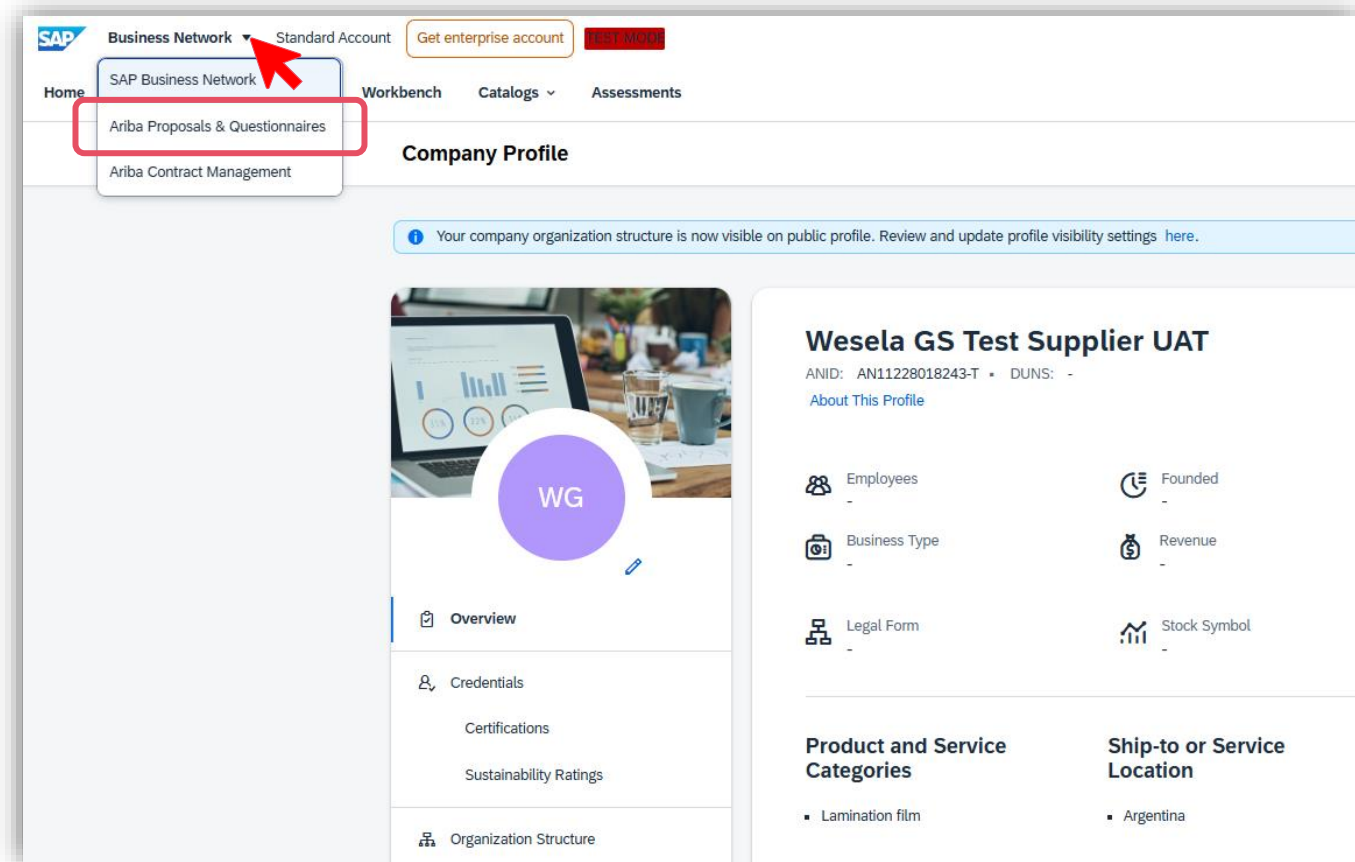 SAP Business Network Standard Account Get enterprise account TEST MODE
SAP Business Network
Home Workbench Catalogs Assessments
Ariba Proposals & Questionnaires
Company Profile
Ariba Contract Management
Your company organization structure is now visible on public profile. Review and update profile visibility settings here.
Wesela GS Test Supplier UAT
ANID: AN11228018243-T ▪ DUNS: -
About This Profile
WG
Employees
-
Founded
-
Business Type
-
Revenue
-
Legal Form
-
Stock Symbol
-
Overview
Credentials
Certifications
Sustainability Ratings
Organization Structure
Product and Service
Categories
▪ Lamination film
Ship-to or Service
Location
▪ Argentina